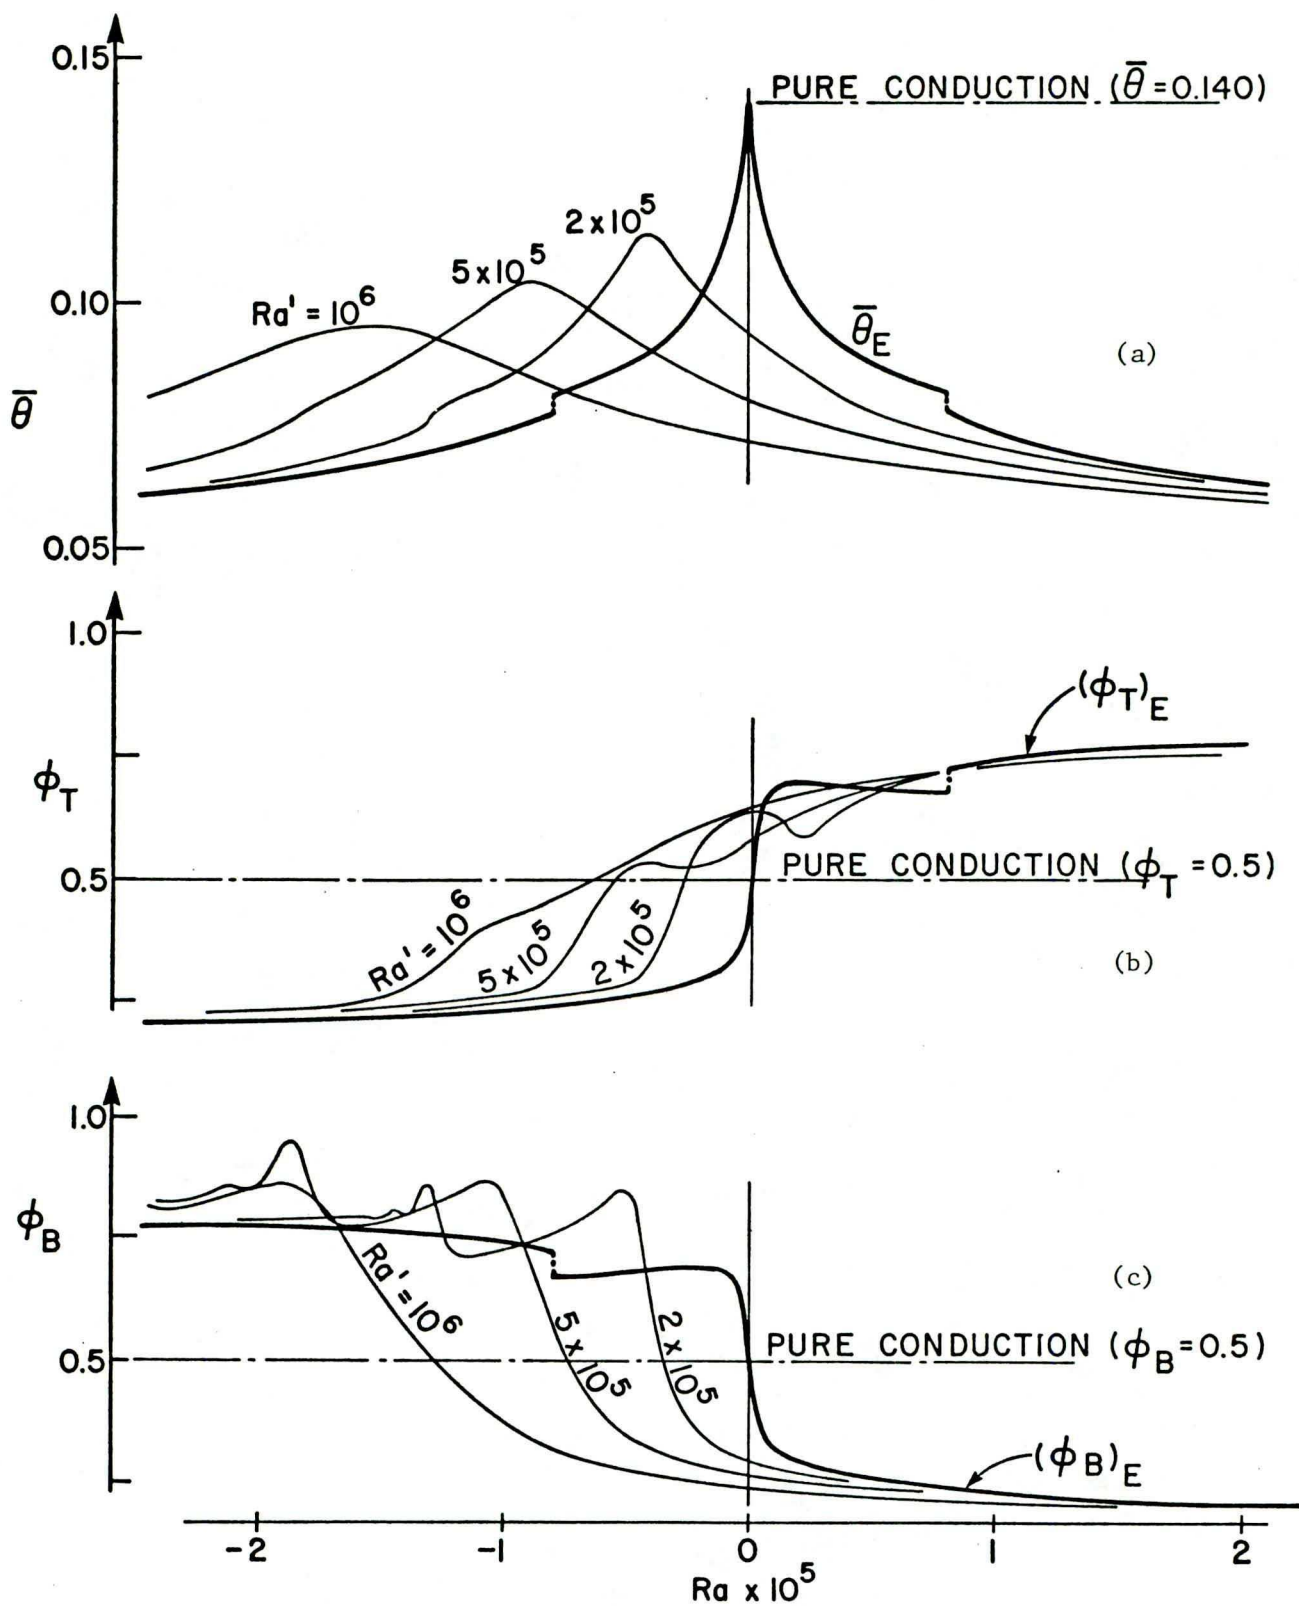 0.15
PURE CONDUCTION (θ̄ = 0.140)
2 x 10⁵
5 x 10⁵
Ra' = 10⁶
0.10
θ̄_E
(a)
θ̄
0.05
1.0
(ϕ_T)_E
ϕ_T
PURE CONDUCTION (ϕ_T = 0.5)
0.5
Ra' = 10⁶
5 x 10⁵
2 x 10⁵
(b)
1.0
ϕ_B
(c)
Ra' = 10⁶
5 x 10⁵
2 x 10⁵
PURE CONDUCTION (ϕ_B = 0.5)
0.5
(ϕ_B)_E
-2 -1 0 1 2
Ra x 10⁵